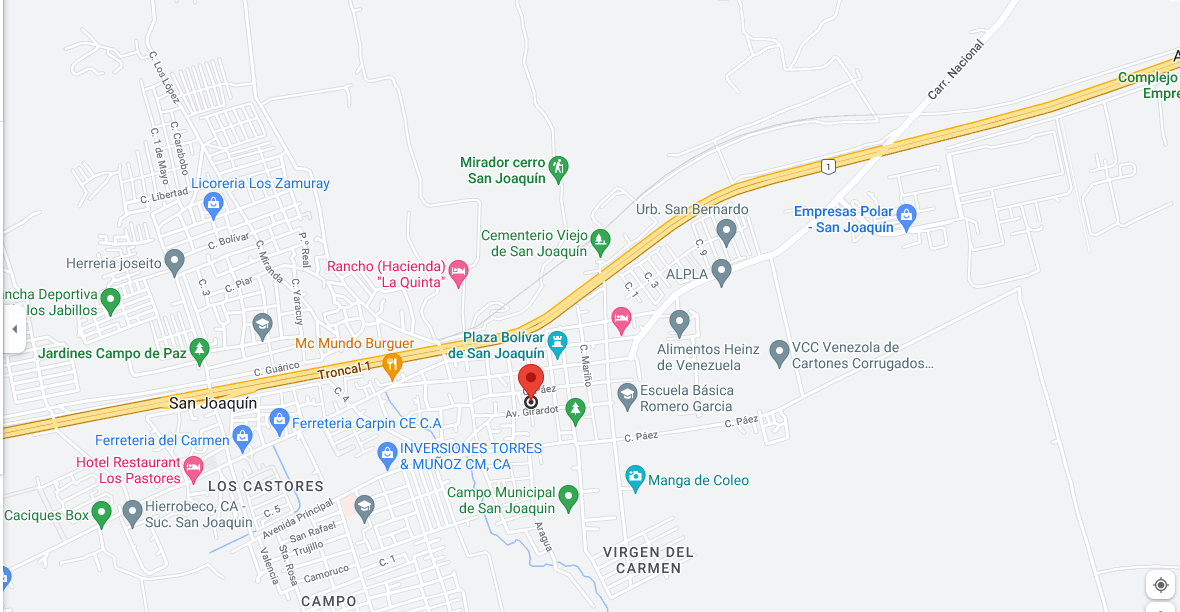 C. Los López
Carr. Nacional
A
Complejo
Empre
C. Carabobo
C. 1 de Mayo
C. Libertad
Licoreria Los Zamuray
Mirador cerro
San Joaquín
1
Urb. San Bernardo
Empresas Polar
- San Joaquín
Cementerio Viejo
de San Joaquín
C. 9
C. Bolívar
C. Miranda
P.º Real
Herreria joseito
Rancho (Hacienda)
"La Quinta"
ALPLA
C. 3
C. 1
C. 3
C. Piar
C. Yaracuy
ancha Deportiva
los Jabillos
Mc Mundo Burguer
Plaza Bolívar
de San Joaquín
C. Mariño
Alimentos Heinz
de Venezuela
VCC Venezola de
Cartones Corrugados...
Jardines Campo de Paz
C. Guárico
Troncal 1
C. 4
San Joaquín
C. Páez
Av. Girardot
Escuela Básica
Romero Garcia
C. Páez
C. Páez
Ferreteria Carpin CE C.A
Ferreteria del Carmen
INVERSIONES TORRES
& MUÑOZ CM, CA
Hotel Restaurant
Los Pastores
LOS CASTORES
Manga de Coleo
Campo Municipal
de San Joaquin
Hierrobeco, CA -
Suc. San Joaquin
Caciques Box
C. 5
Avenida Principal
San Rafael
Trujillo
Sta. Rosa
Valencia
C. 1
Camoruco
Aragua
VIRGEN DEL
CARMEN
CAMPO